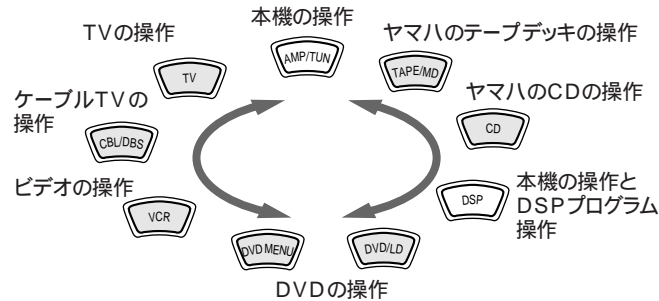 本機の操作
TVの操作
ヤマハのテープデッキの操作
AMP/TUN
TV
TAPE/MD
ケーブルTVの
操作
ヤマハのCDの操作
CBL/DBS
CD
ビデオの操作
本機の操作と
DSPプログラム
操作
VCR
DSP
DVD MENU
DVD/LD
DVDの操作